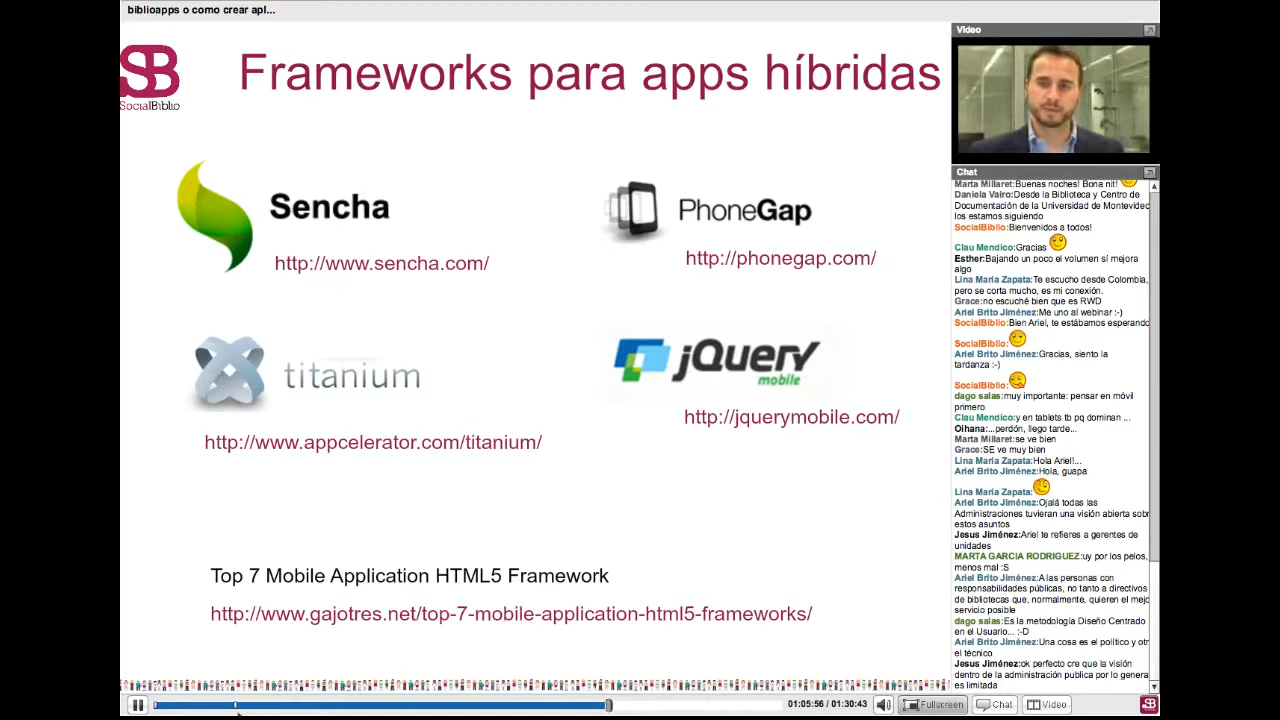 biblioapps o como crear apl...
SB
SOCIALBIBLIO
Frameworks para apps híbridas
Sencha
http://www.sencha.com/
PhoneGap
http://phonegap.com/
titanium
http://www.appcelerator.com/titanium/
jQuery
mobile
http://jquerymobile.com/
Top 7 Mobile Application HTML5 Framework
http://www.gajotres.net/top-7-mobile-application-html5-frameworks/
Video
Chat
Marta Millaret:Buenas noches! Bona nit!
Daniela Vairo:Desde la Biblioteca y Centro de
Documentación de la Universidad de Montevideo
los estamos siguiendo
SocialBiblio:Bienvenidos a todos!
Clau Mendico:Gracias
Esther:Bajando un poco el volumen sí mejora
algo
Lina María Zapata:Te escucho desde Colombia,
pero se corta mucho, es mi conexión.
Grace:no escuché bien que es RWD
Ariel Brito Jiménez:Me uno al webinar :-)
SocialBiblio:Bien Ariel, te estábamos esperando
SocialBiblio:
Ariel Brito Jiménez:Gracias, siento la
tardanza :-)
SocialBiblio:
dago salas:muy importante: pensar en móvil
primero
Clau Mendico:y en tablets tb pq dominan ...
Oihana:...perdón, llego tarde...
Marta Millaret:se ve bien
Grace:SE ve muy bien
Lina María Zapata:Hola Ariel!...
Ariel Brito Jiménez:Hola, guapa
Lina María Zapata:
Ariel Brito Jiménez:Ojalá todas las
Administraciones tuvieran una visión abierta sobr
estos asuntos
Jesus Jiménez:Ariel te refieres a gerentes de
unidades
MARTA GARCIA RODRIGUEZ:uy por los pelos,
menos mal :S
Ariel Brito Jiménez:A las personas con
responsabilidades públicas, no tanto a directivos
de bibliotecas que, normalmente, quieren el mejor
servicio posible
dago salas:Es la metodología Diseño Centrado
en el Usuario... :-D
Ariel Brito Jiménez:Una cosa es el político y otr
el técnico
Jesus Jiménez:ok perfecto cre que la visión
dentro de la administración publica por lo genera
es limitada
01:05:56 / 01:30:43
Fullscreen
Chat
Video
SB